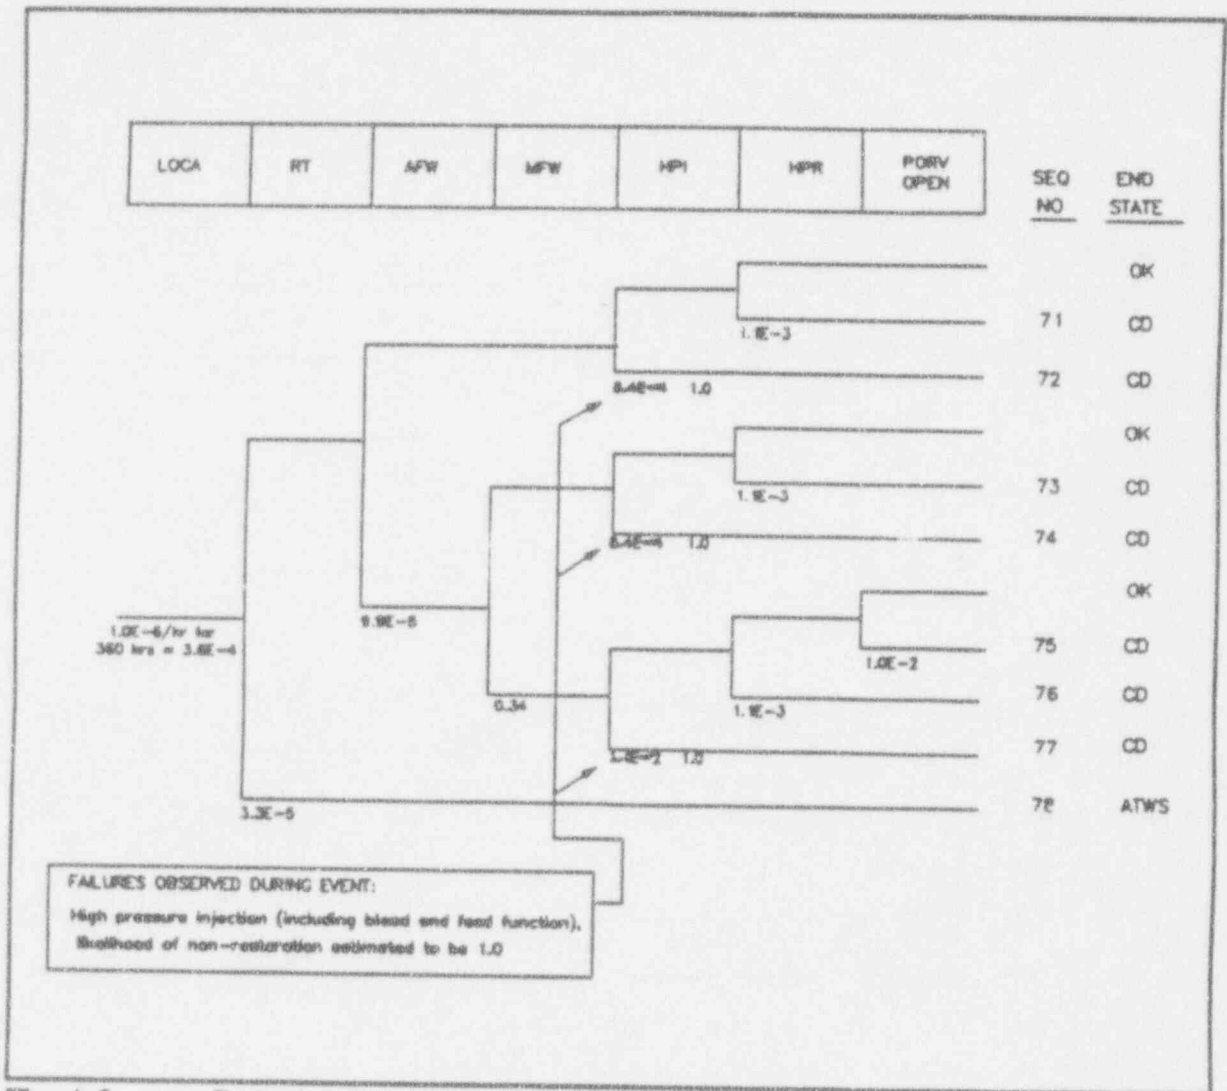 LOCA RT AFW MFW HPI HPR PORV OPEN SEQ NO END STATE
OK
1.1E-3 71 CD
8.4E-4 1.0 72 CD
OK
1.1E-3 73 CD
8.4E-4 1.0 74 CD
OK
1.0E-6/hr for
360 hrs = 3.6E-4
9.9E-5
1.0E-2 75 CD
0.34
1.1E-3 76 CD
1.0 77 CD
3.3E-5 78 ATWS
FAILURES OBSERVED DURING EVENT:
High pressure injection (including bleed and feed function),
likelihood of non-restoration estimated to be 1.0